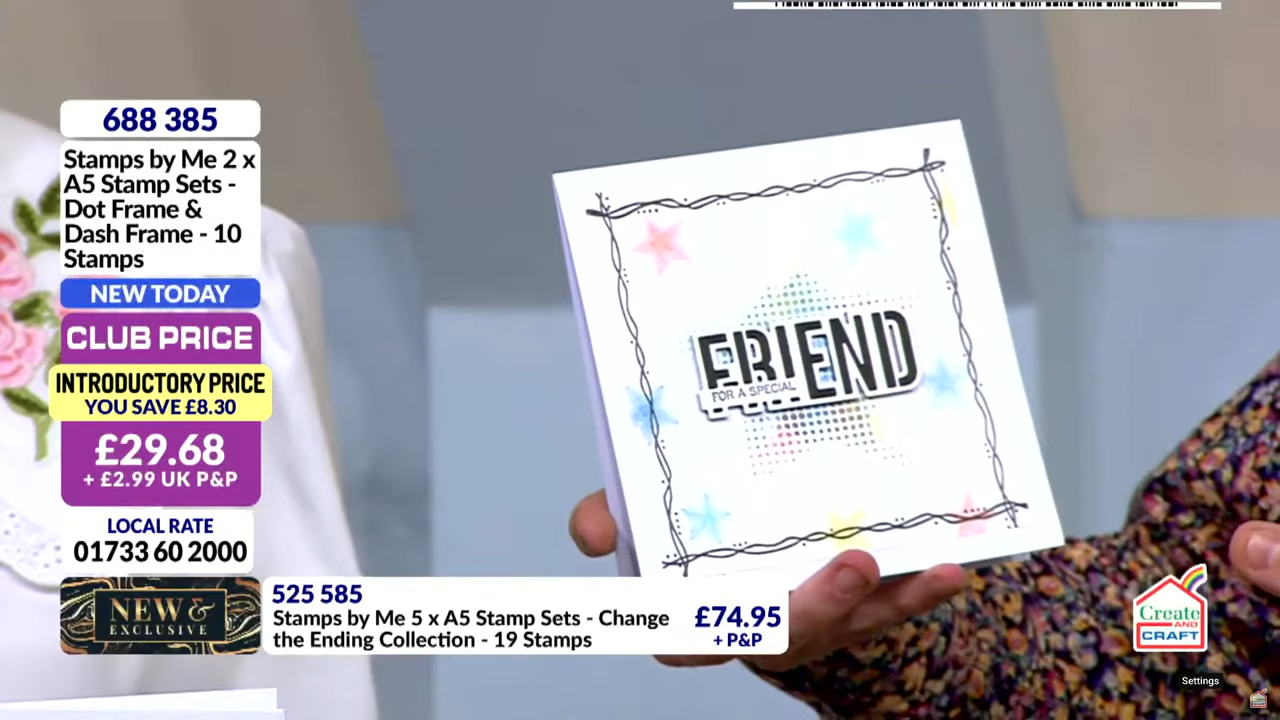 688 385
Stamps by Me 2 x
A5 Stamp Sets -
Dot Frame &
Dash Frame - 10
Stamps
NEW TODAY
CLUB PRICE
INTRODUCTORY PRICE
YOU SAVE £8.30
£29.68
+ £2.99 UK P&P
LOCAL RATE
01733 60 2000
NEW &
EXCLUSIVE
525 585
Stamps by Me 5 x A5 Stamp Sets - Change
the Ending Collection - 19 Stamps
£74.95
+ P&P
FRIEND
FOR A SPECIAL
Create
AND
CRAFT
Settings